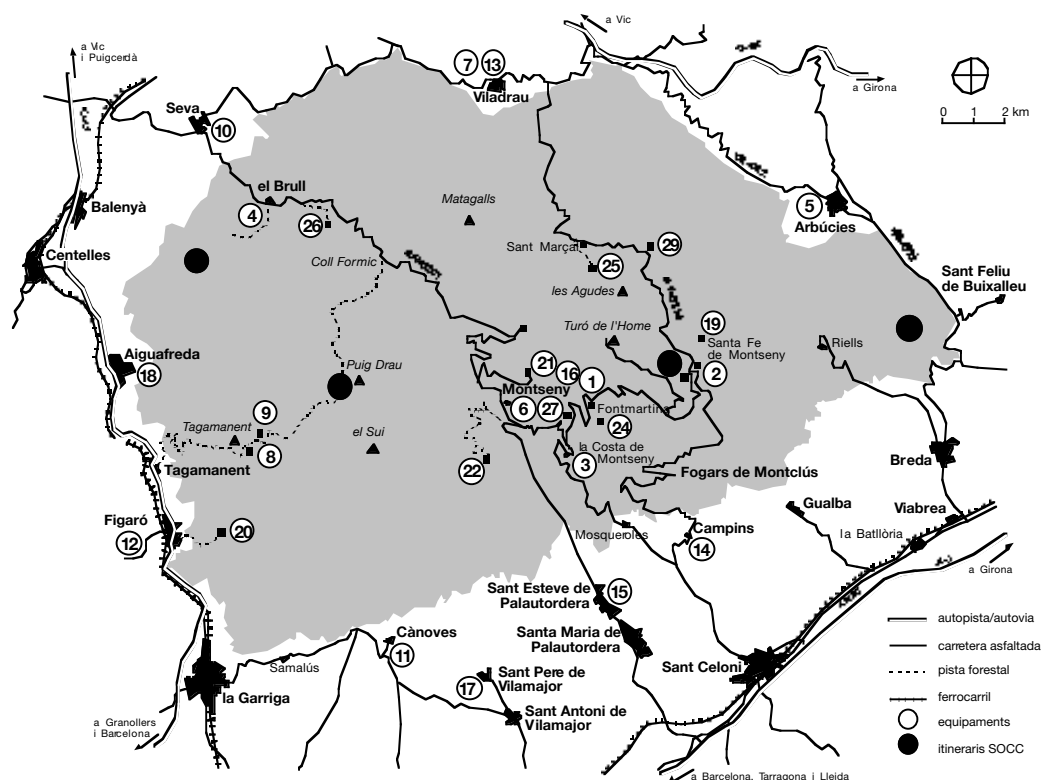 a Vic
i Puigcerdà
a Vic
a Girona
0 1 2 km
7 13
Viladrau
Seva
10
el Brull
4
26
Matagalls
Balenyà
Centelles
Coll Formic
Sant Marçal
29
25
les Agudes
5
Arbúcies
Sant Feliu
de Buixalleu
Turó de l'Home
19
Santa Fe
de Montseny
2
Riells
Aiguafreda
18
Puig Drau
21
16
1
Montseny
6
27
Fontmartina
24
9
Tagamanent
8
Tagamanent
el Sui
22
la Costa de
Montseny
3
Fogars de Montclús
Breda
Gualba
Viabrea
la Batllòria
Figaró
12
20
Mosqueroles
Campins
14
a Girona
Sant Esteve de
Palautordera
15
Santa Maria de
Palautordera
Sant Celoni
Cànoves
11
Samalús
la Garriga
17
Sant Pere de
Vilamajor
Sant Antoni de
Vilamajor
a Granollers
i Barcelona
autopista/autovia
carretera asfaltada
pista forestal
ferrocarril
equipaments
itineraris SOCC
a Barcelona, Tarragona i Lleida